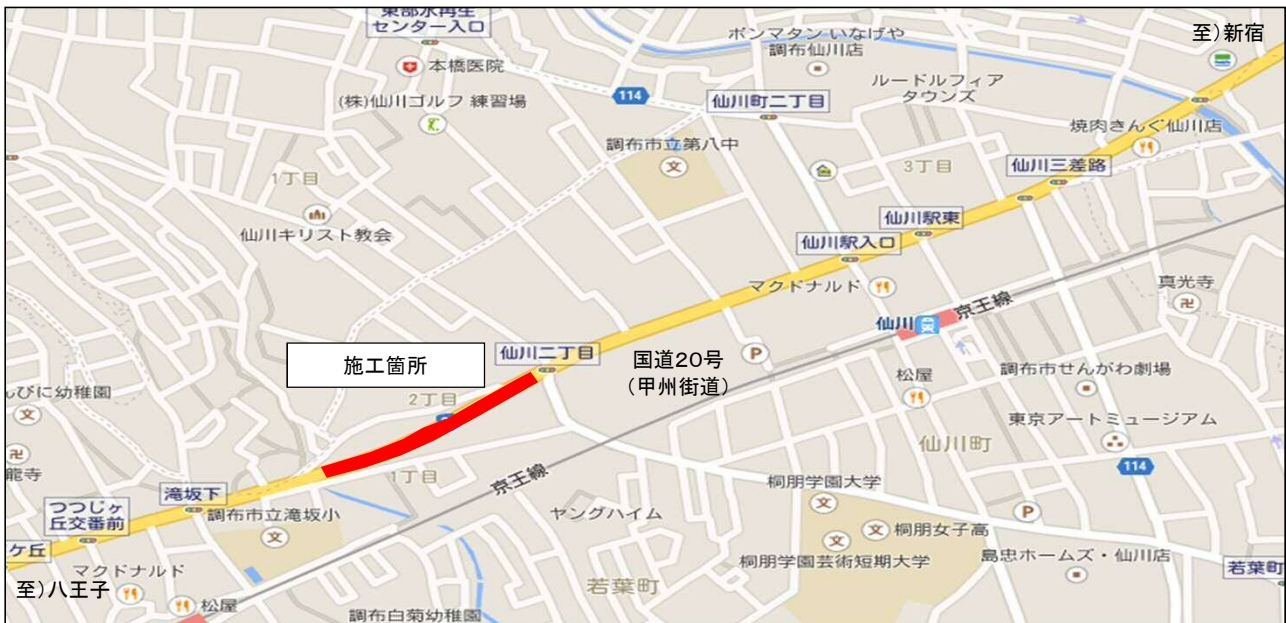 東部水再生
センター入口
本橋医院
(株)仙川ゴルフ 練習場
114
ボンマタン いなげや
調布仙川店
至)新宿
仙川町二丁目
ルードルフィア
タウンズ
焼肉きんぐ仙川店
調布市立第八中
文
1丁目
3丁目
仙川三差路
仙川キリスト教会
仙川駅東
仙川駅入口
マクドナルド
真光寺
卍
仙川
京王線
施工箇所
仙川二丁目
国道20号
(甲州街道)
P
調布市せんがわ劇場
松屋
んびに幼稚園
文
2丁目
東京アートミュージアム
仙川町
卍
龍寺
1丁目
京王線
114
滝坂下
つつじヶ
丘交番前
調布市立滝坂小
文
ヤングハイム
桐朋学園大学
文
文
桐朋女子高
文
桐朋学園芸術短期大学
P
島忠ホームズ・仙川店
ケ丘
マクドナルド
至)八王子
松屋
若葉町
若葉町
調布白菊幼稚園